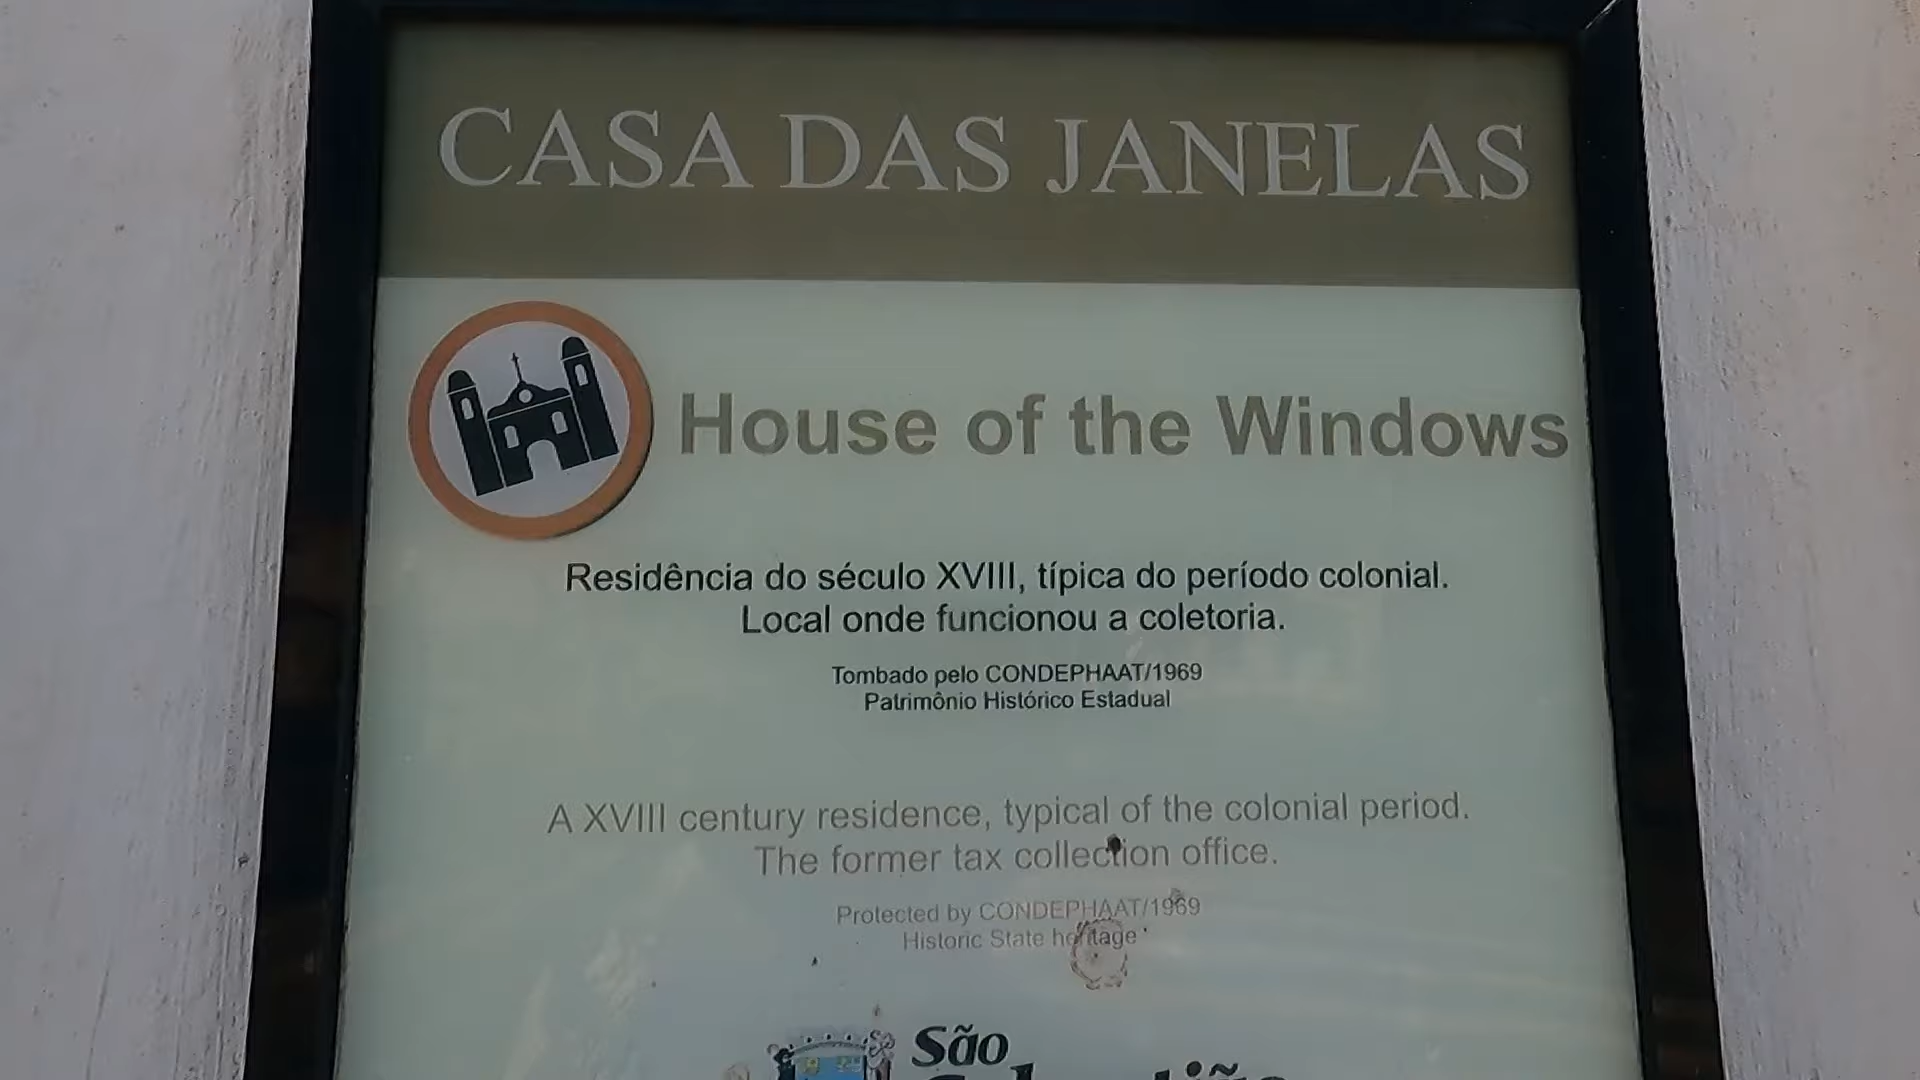 CASA DAS JANELAS
House of the Windows
Residência do século XVIII, típica do período colonial.
Local onde funcionou a coletoria.
Tombado pelo CONDEPHAAT/1969
Patrimônio Histórico Estadual
A XVIII century residence, typical of the colonial period.
The former tax collection office.
Protected by CONDEPHAAT/1969
Historic State heritage
São